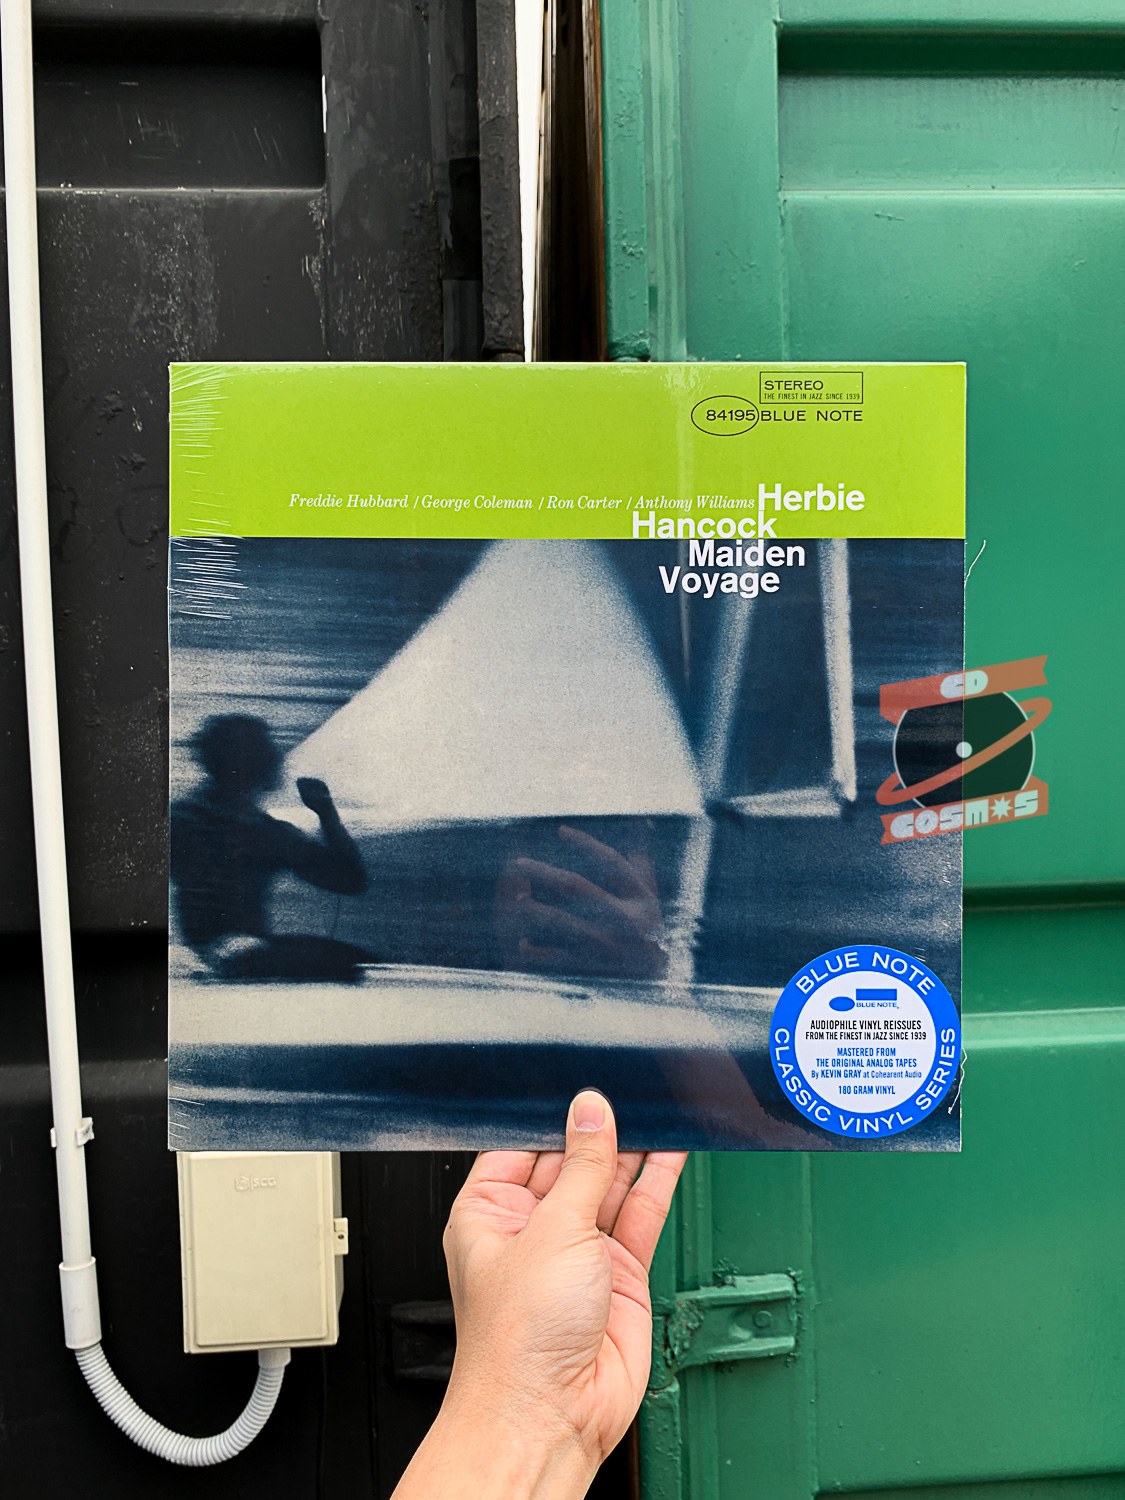 STEREO
THE FINEST IN JAZZ SINCE 1939
84195 BLUE NOTE
Freddie Hubbard / George Coleman / Ron Carter / Anthony Williams Herbie
Hancock
Maiden
Voyage
CD
COSMOS
BLUE NOTE
BLUE NOTE
AUDIOPHILE VINYL REISSUES
FROM THE FINEST IN JAZZ SINCE 1939
MASTERED FROM
THE ORIGINAL ANALOG TAPES
By KEVIN GRAY at Cohearent Audio
180 GRAM VINYL
CLASSIC VINYL SERIES